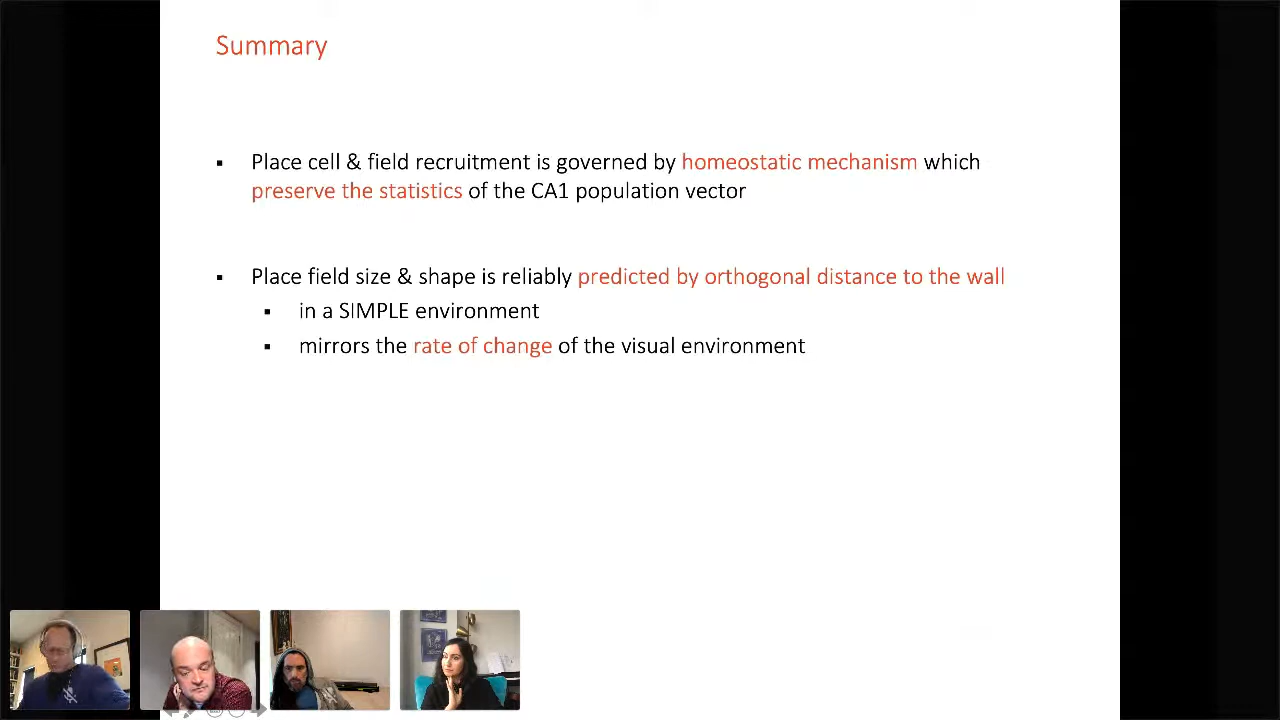 Summary
▪ Place cell & field recruitment is governed by homeostatic mechanism which
preserve the statistics of the CA1 population vector
▪ Place field size & shape is reliably predicted by orthogonal distance to the wall
▪ in a SIMPLE environment
▪ mirrors the rate of change of the visual environment